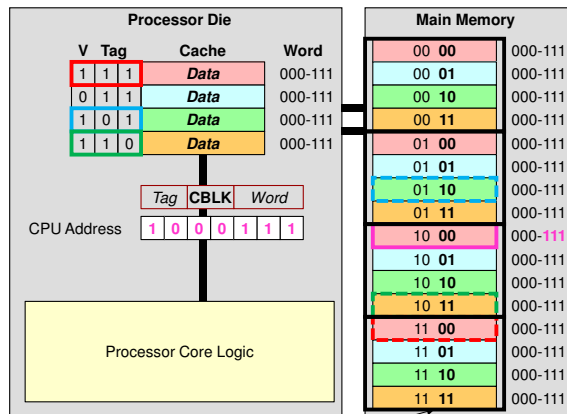 Processor Die
V Tag Cache Word
1 1 1 Data 000-111
0 1 1 Data 000-111
1 0 1 Data 000-111
1 1 0 Data 000-111
Tag CBLK Word
CPU Address 1 0 0 0 1 1 1
Processor Core Logic
Main Memory
00 00 000-111
00 01 000-111
00 10 000-111
00 11 000-111
01 00 000-111
01 01 000-111
01 10 000-111
01 11 000-111
10 00 000-111
10 01 000-111
10 10 000-111
10 11 000-111
11 00 000-111
11 01 000-111
11 10 000-111
11 11 000-111